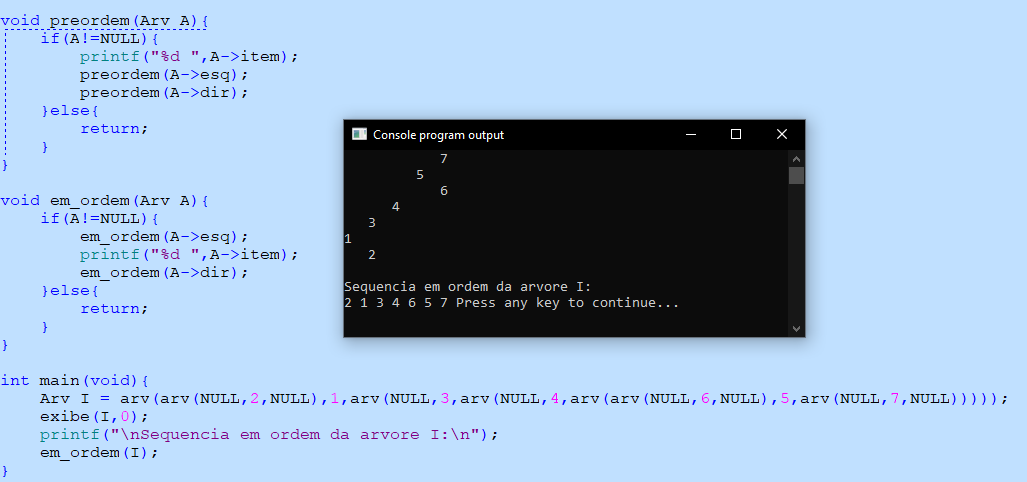 void preordem(Arv A){
    if(A!=NULL){
        printf("%d ",A->item);
        preordem(A->esq);
        preordem(A->dir);
    }else{
        return;
    }
}

void em_ordem(Arv A){
    if(A!=NULL){
        em_ordem(A->esq);
        printf("%d ",A->item);
        em_ordem(A->dir);
    }else{
        return;
    }
}

int main(void){
    Arv I = arv(arv(NULL,2,NULL),1,arv(NULL,3,arv(NULL,4,arv(arv(NULL,6,NULL),5,arv(NULL,7,NULL)))));
    exibe(I,0);
    printf("\nSequencia em ordem da arvore I:\n");
    em_ordem(I);
}
Console program output
            7
         5
            6
      4
   3
1
   2

Sequencia em ordem da arvore I:
2 1 3 4 6 5 7 Press any key to continue...